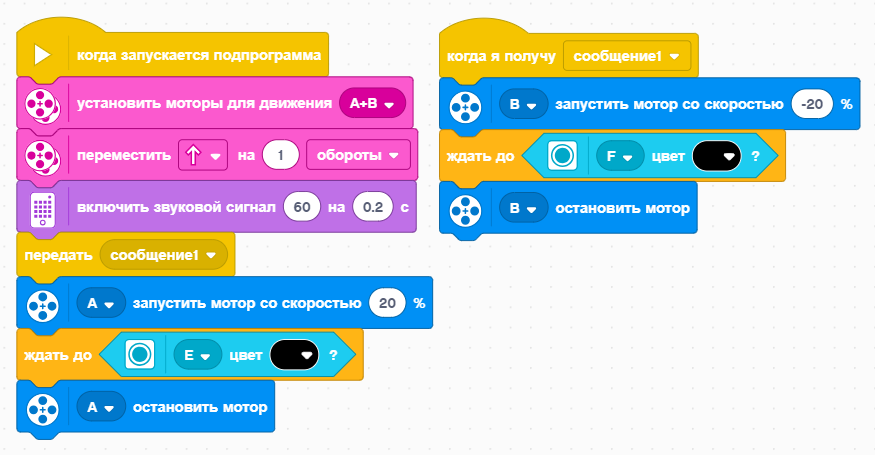 когда запускается подпрограмма
установить моторы для движения A+B
переместить на 1 обороты
включить звуковой сигнал 60 на 0.2 с
передать сообщение1
A запустить мотор со скоростью 20 %
ждать до E цвет ?
A остановить мотор
когда я получу сообщение1
B запустить мотор со скоростью -20 %
ждать до F цвет ?
B остановить мотор